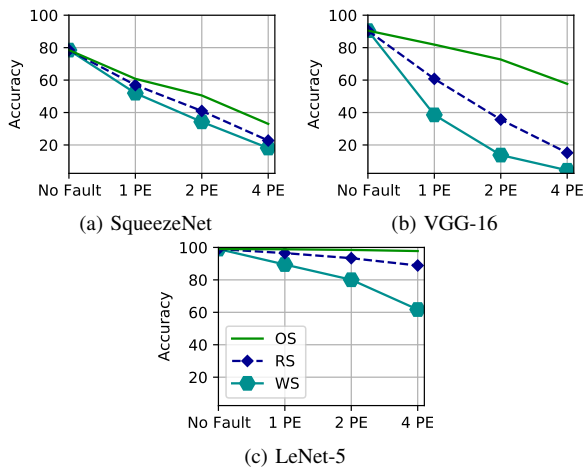 100
80
60
40
20
Accuracy
No Fault 1 PE 2 PE 4 PE
(a) SqueezeNet
100
80
60
40
20
Accuracy
No Fault 1 PE 2 PE 4 PE
(b) VGG-16
100
80
60
40
20
Accuracy
OS
RS
WS
No Fault 1 PE 2 PE 4 PE
(c) LeNet-5